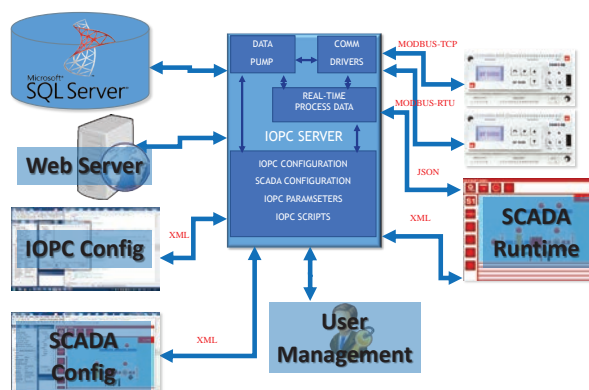 Microsoft®
SQL Server
DATA
PUMP
COMM
DRIVERS
REAL-TIME
PROCESS DATA
IOPC SERVER
IOPC CONFIGURATION
SCADA CONFIGURATION
IOPC PARAMSETERS
IOPC SCRIPTS
MODBUS-TCP
MODBUS-RTU
JSON
XML
Web Server
IOPC Config
XML
SCADA
Config
XML
User
Management
SCADA
Runtime